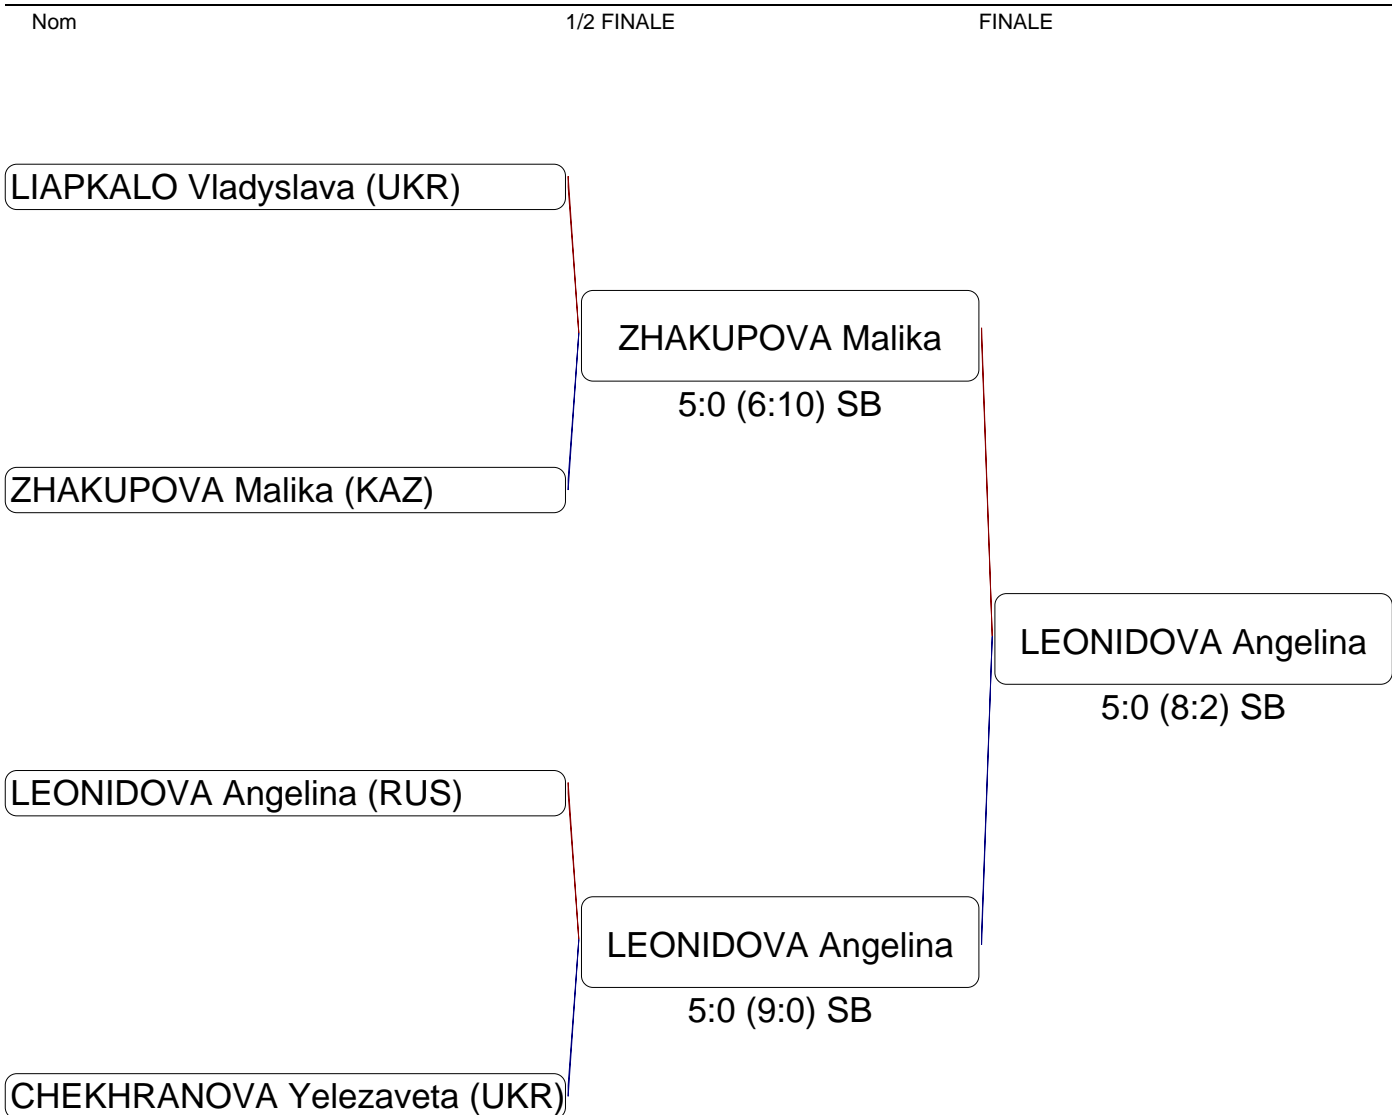 Nom 1/2 FINALE FINALE
LIAPKALO Vladyslava (UKR)
ZHAKUPOVA Malika
5:0 (6:10) SB
ZHAKUPOVA Malika (KAZ)
LEONIDOVA Angelina
5:0 (8:2) SB
LEONIDOVA Angelina (RUS)
LEONIDOVA Angelina
5:0 (9:0) SB
CHEKHRANOVA Yelezaveta (UKR)